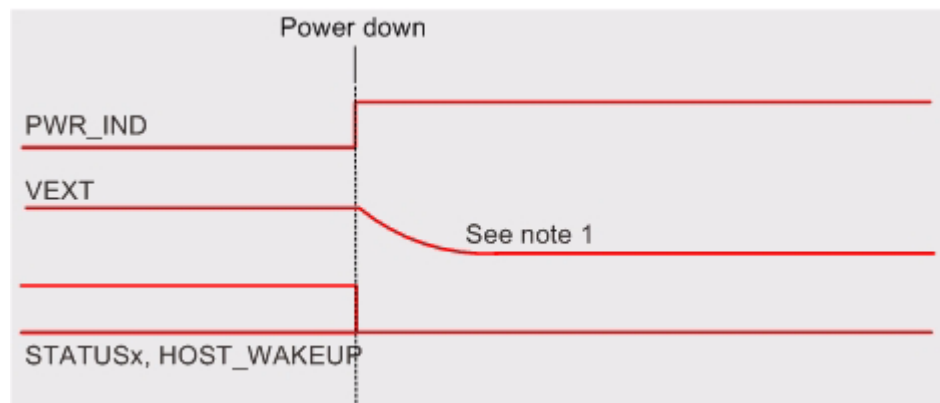 Power down
PWR_IND
VEXT
See note 1
STATUSx, HOST_WAKEUP